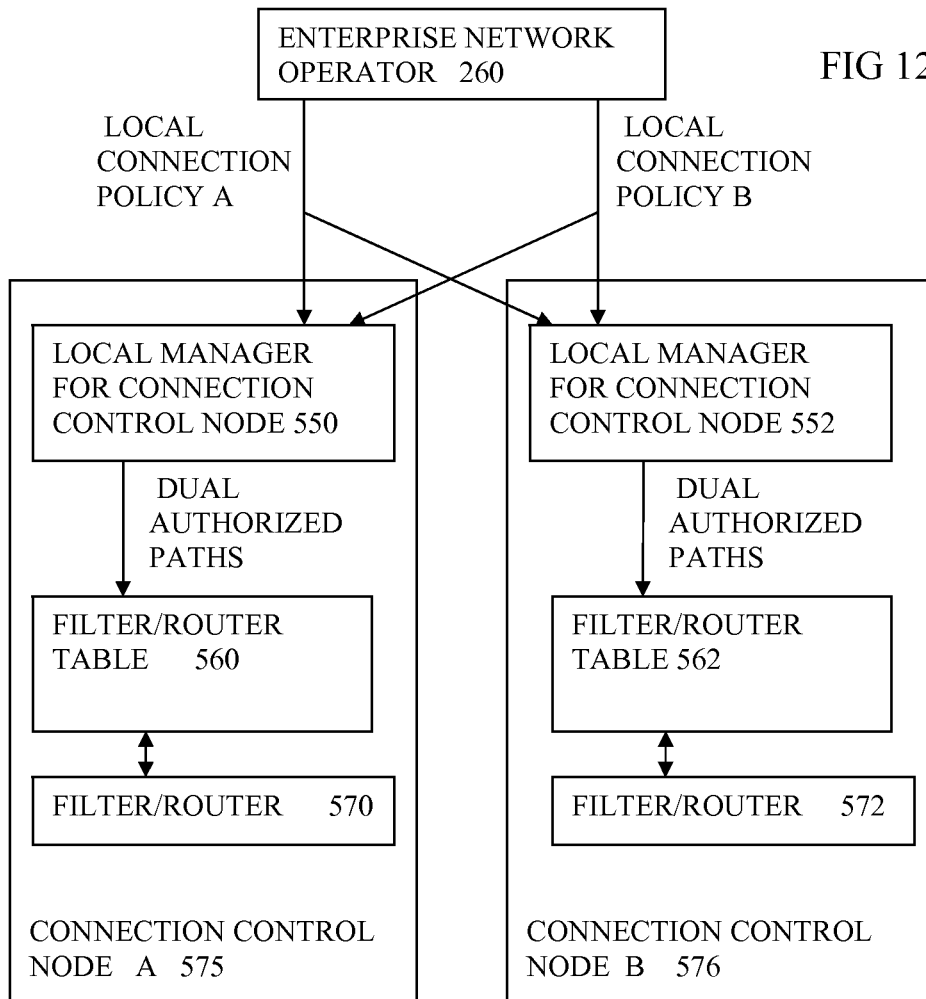 ENTERPRISE NETWORK
OPERATOR 260
FIG 12
LOCAL
CONNECTION
POLICY A
LOCAL
CONNECTION
POLICY B
LOCAL MANAGER
FOR CONNECTION
CONTROL NODE 550
LOCAL MANAGER
FOR CONNECTION
CONTROL NODE 552
DUAL
AUTHORIZED
PATHS
DUAL
AUTHORIZED
PATHS
FILTER/ROUTER
TABLE 560
FILTER/ROUTER
TABLE 562
FILTER/ROUTER 570
FILTER/ROUTER 572
CONNECTION CONTROL
NODE A 575
CONNECTION CONTROL
NODE B 576